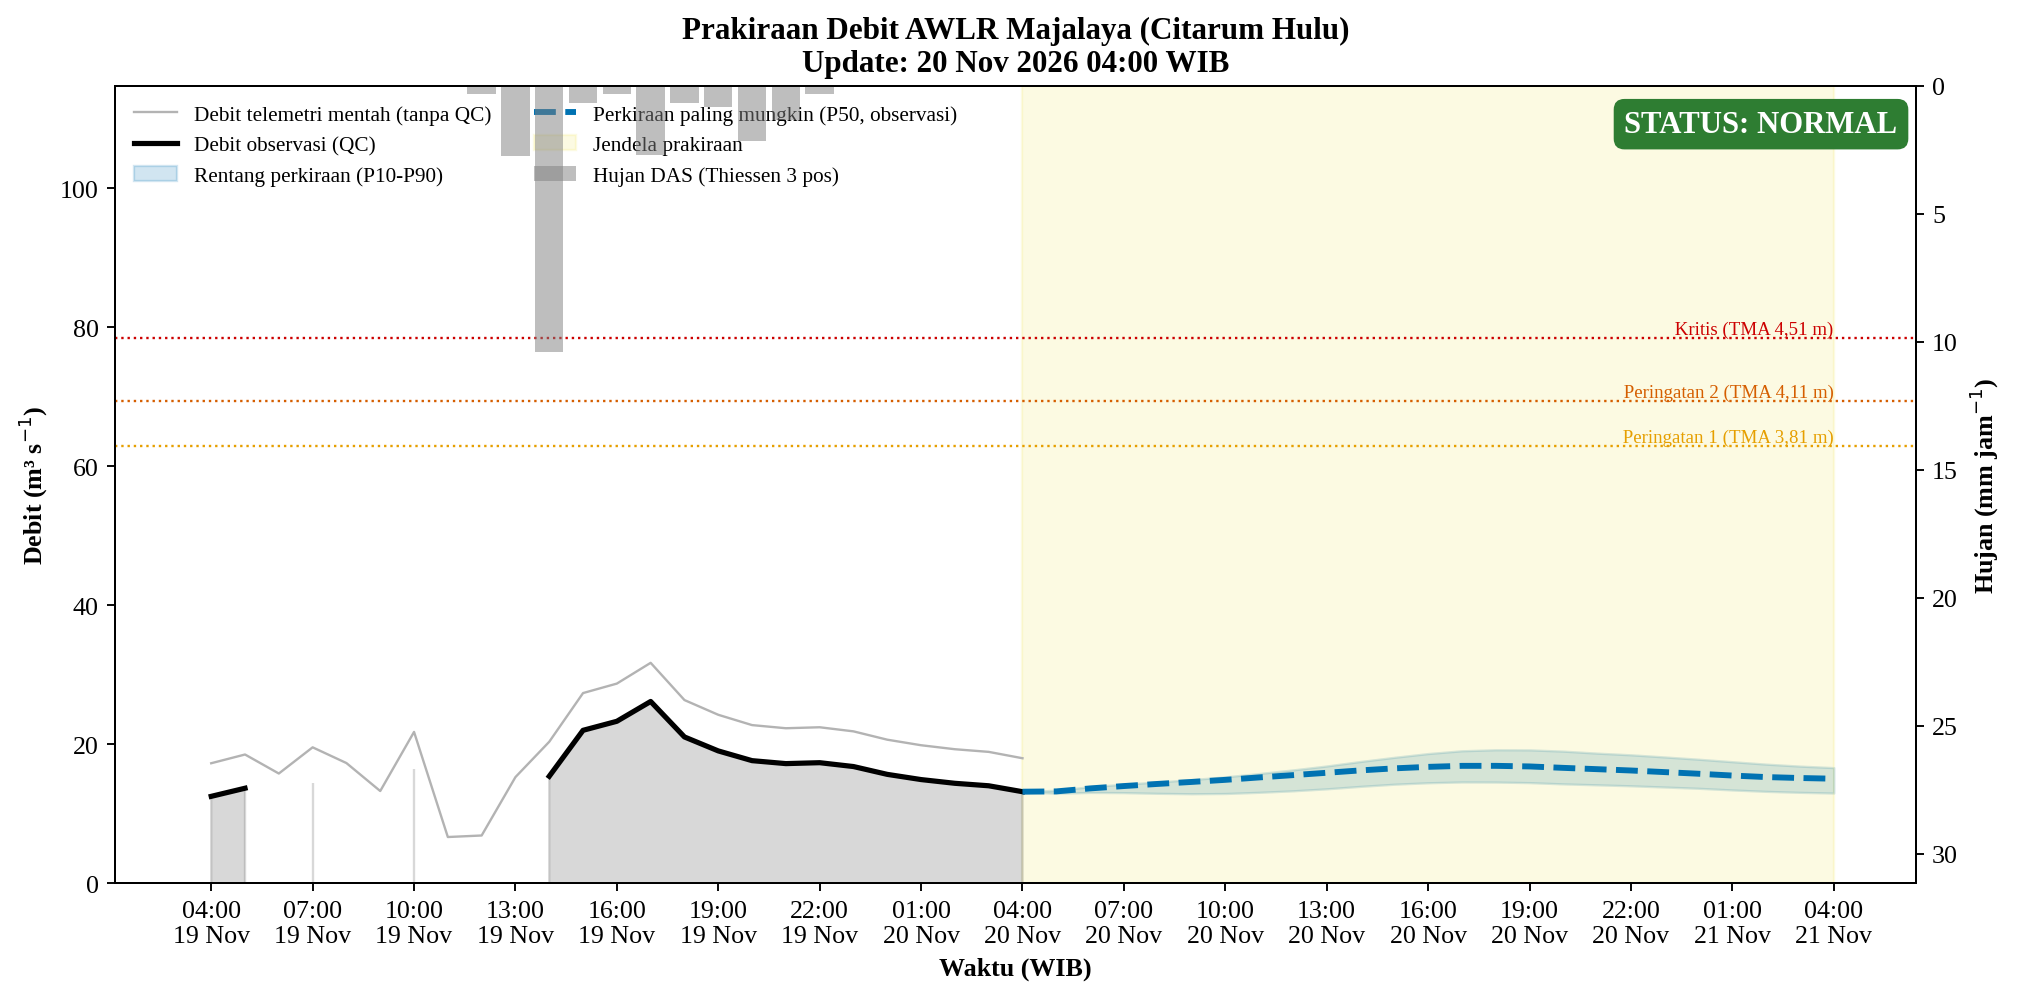 Prakiraan Debit AWLR Majalaya (Citarum Hulu)
Update: 20 Nov 2026 04:00 WIB
Debit telemetri mentah (tanpa QC)
Debit observasi (QC)
Rentang perkiraan (P10-P90)
Perkiraan paling mungkin (P50, observasi)
Jendela prakiraan
Hujan DAS (Thiessen 3 pos)
STATUS: NORMAL
Kritis (TMA 4,51 m)
Peringatan 2 (TMA 4,11 m)
Peringatan 1 (TMA 3,81 m)
Debit (m³ s⁻¹)
100
80
60
40
20
0
Hujan (mm jam⁻¹)
0
5
10
15
20
25
30
04:00 07:00 10:00 13:00 16:00 19:00 22:00 01:00 04:00 07:00 10:00 13:00 16:00 19:00 22:00 01:00 04:00
19 Nov 19 Nov 19 Nov 19 Nov 19 Nov 19 Nov 19 Nov 20 Nov 20 Nov 20 Nov 20 Nov 20 Nov 20 Nov 20 Nov 20 Nov 21 Nov 21 Nov
Waktu (WIB)